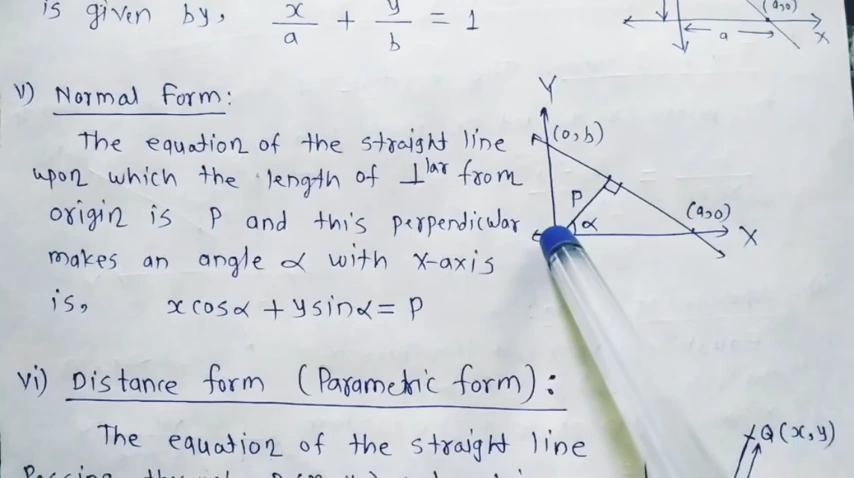 is given by, x/a + y/b = 1
(a,0)
a
X
v) Normal form:
The equation of the straight line
upon which the length of ⊥lar from
origin is P and this perpendicular
makes an angle α with X-axis
is, x cosα + y sinα = P
Y
(0,b)
P
α
(a,0)
X
vi) Distance form (Parametric form):
The equation of the straight line
Q(x,y)